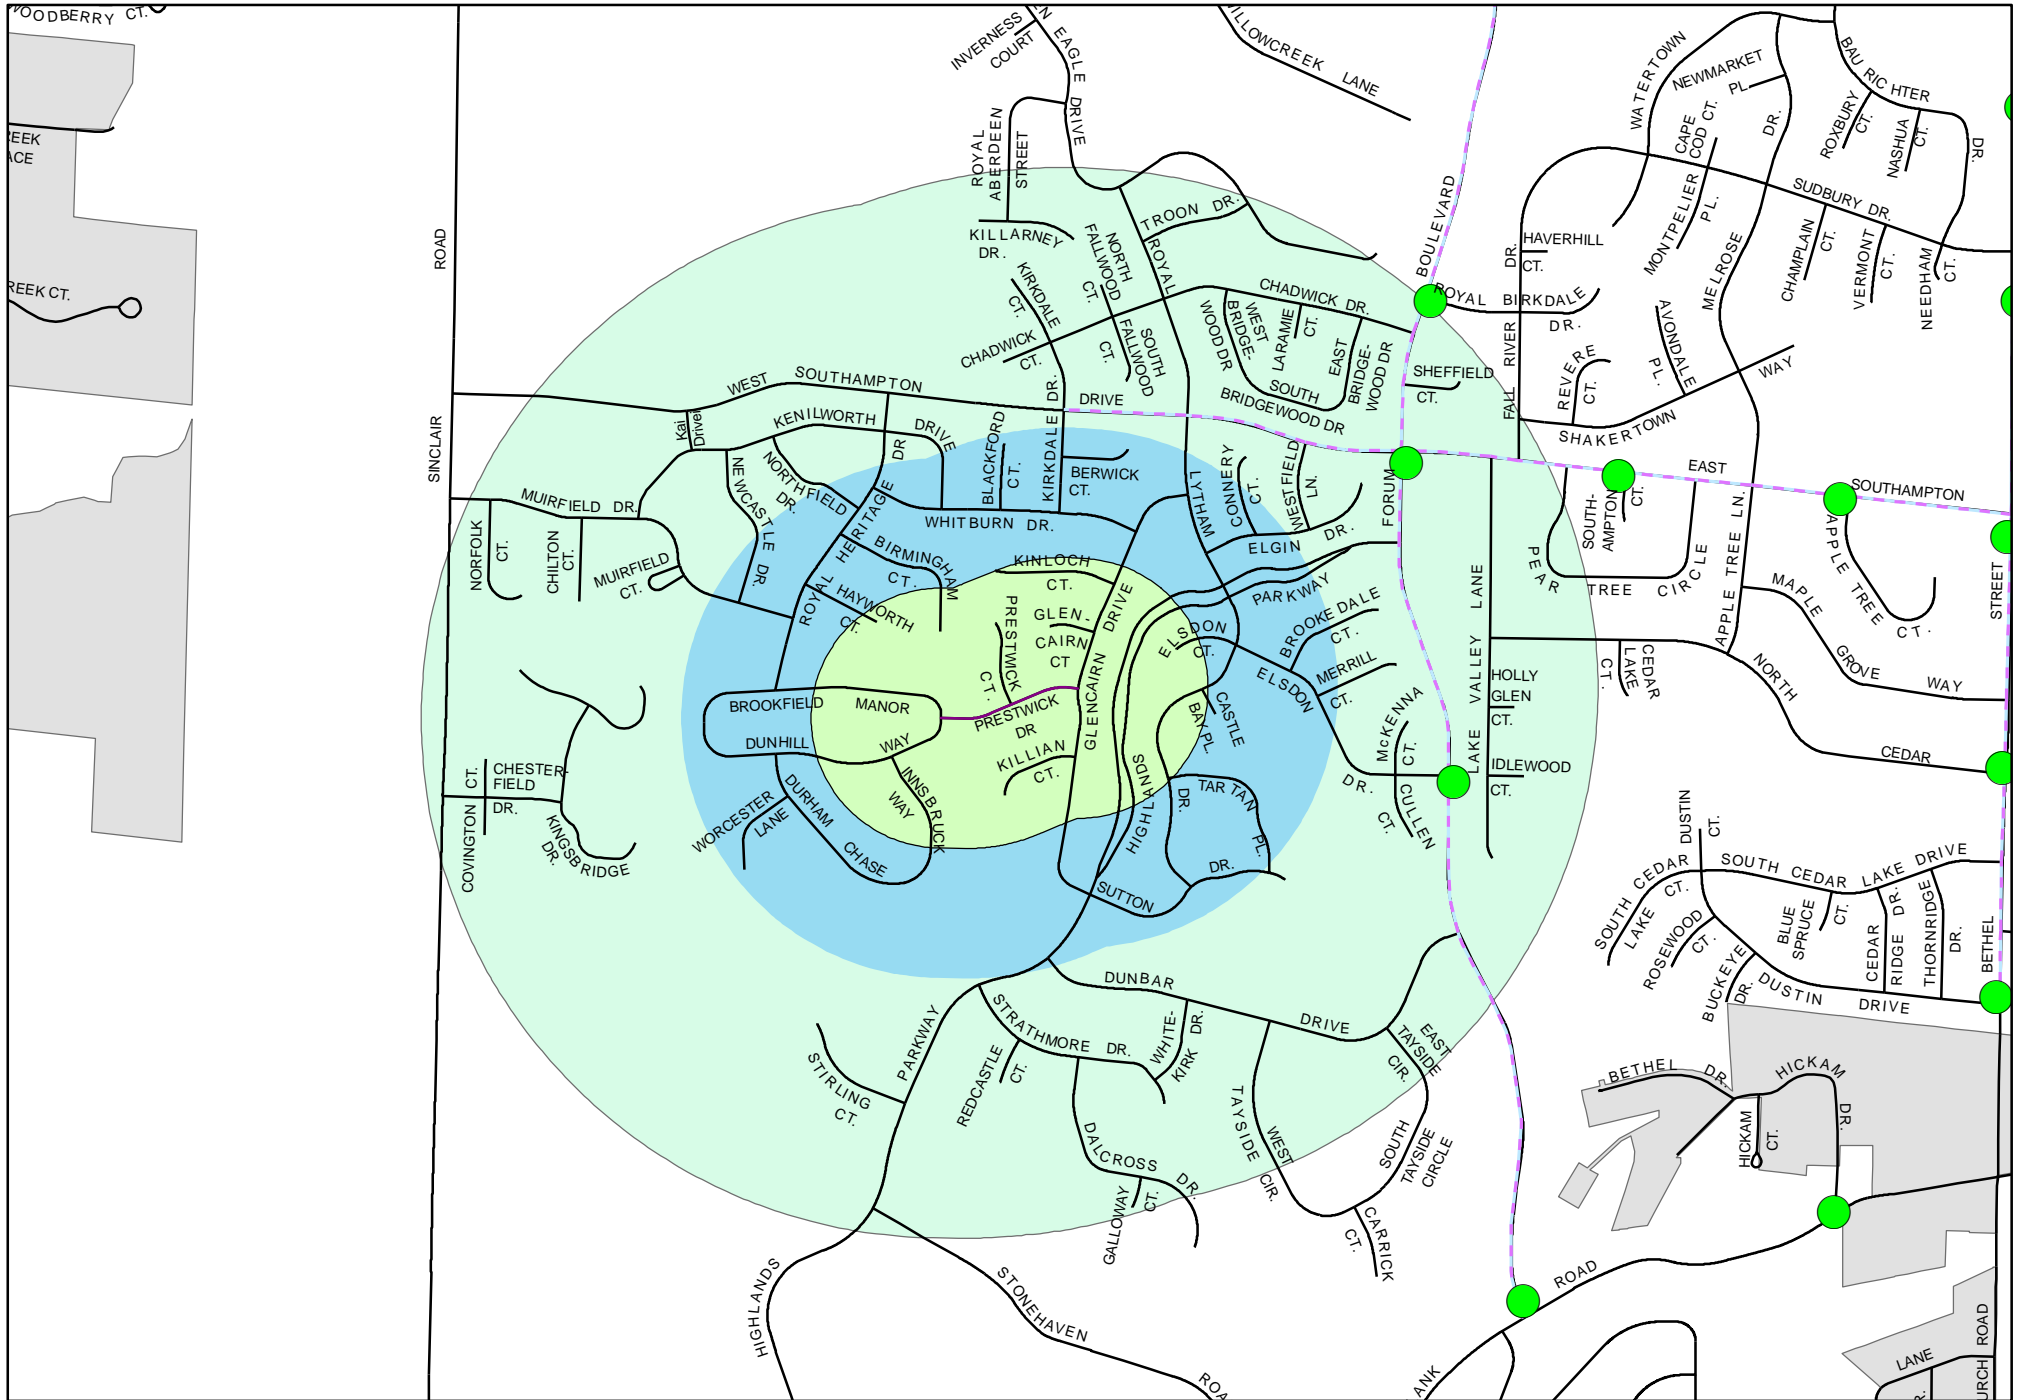 WOODBERRY CT.
INVERNESS
COURT
EAGLE DRIVE
LLOWCREEK LANE
WATERTOWN
NEWMARKET
PL.
BAURICHTER
DR.
ROXBURY
CT.
NASHUA
CT.
CAPE
COD CT.
DR.
REEK
ACE
ROYAL
ABERDEEN
STREET
SUDBURY DR.
MONTPELIER
PL.
CHAMPLAIN
CT.
VERMONT
CT.
NEEDHAM
CT.
MELROSE
BOULEVARD
HAVERHILL
CT.
DR.
ROAD
KILLARNEY
DR.
NORTH
FALLWOOD
CT.
TROON DR.
ROYAL
KIRKDALE
CT.
CHADWICK DR.
ROYAL BIRKDALE
DR.
REEK CT.
AVONDALE
PL.
WEST
BRIDGE-
WOOD DR
LARAMIE
CT.
EAST
BRIDGE-
WOOD DR
SOUTH
FALLWOOD
CT.
CHADWICK
CT.
FALL RIVER
REVERE
CT.
WAY
SHEFFIELD
CT.
WEST SOUTHAMPTON
DRIVE
KIRKDALE DR.
SOUTH
BRIDGEWOOD DR
SHAKERTOWN
Kai
Drive
KENILWORTH DRIVE
SINCLAIR
NORTHFIELD
DR.
BLACKFORD
CT.
BERWICK
CT.
LYTHAM
CONNERY
CT.
WESTFIELD
LN.
FORUM
EAST
SOUTHAMPTON
MUIRFIELD DR.
NEWCASTLE DR.
ROYAL HERITAGE DR
WHITBURN DR.
ELGIN DR.
SOUTH-
AMPTON
CT.
APPLE TREE LN.
APPLE TREE
CT.
NORFOLK
CT.
CHILTON
CT.
MUIRFIELD
CT.
BIRMINGHAM
CT.
KINLOCH
CT.
PARKWAY
PEAR TREE CIRCLE
MAPLE
GROVE
WAY
STREET
HAYWORTH
CT.
PRESTWICK
CT.
GLEN-
CAIRN
CT
GLENCAIRN DRIVE
ELSDON
CT.
BROOKEDALE
CT.
LAKE VALLEY LANE
CEDAR
LAKE
CT.
NORTH
CEDAR
ELSDON
DR.
MERRILL
CT.
HOLLY
GLEN
CT.
BROOKFIELD MANOR
PRESTWICK
DR
CASTLE
BAY PL.
McKENNA
CT.
DUNHILL WAY
KILLIAN
CT.
IDLEWOOD
CT.
CHESTER-
FIELD
DR.
COVINGTON CT.
KINGSBRIDGE
DR.
INNSBRUCK
WAY
HIGHLANDS
TARTAN
PL.
DR.
CULLEN
CT.
WORCESTER
LANE
DURHAM
CHASE
DUSTIN
CT.
SUTTON
DR.
SOUTH CEDAR
LAKE
CT.
SOUTH CEDAR LAKE DRIVE
ROSEWOOD
CT.
BLUE
SPRUCE
CT.
CEDAR
RIDGE DR.
THORNRIDGE
DR.
BETHEL
BUCKEYE
DR.
DUSTIN DRIVE
DUNBAR
DRIVE
STRATHMORE DR.
PARKWAY
WHITE-
KIRK
DR.
EAST
TAYSIDE
CIR.
STIRLING
CT.
REDCASTLE
CT.
BETHEL DR.
HICKAM
DR.
HICKAM
CT.
TAYSIDE
WEST
CIR.
SOUTH
TAYSIDE
CIRCLE
DALCROSS
DR.
GALLOWAY
CT.
CARRICK
CT.
HIGHLANDS
STONEHAVEN
ROA
ROAD
ANK
LANE
URCH ROAD
R.